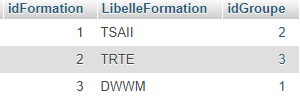 idFormation LibelleFormation idGroupe
1 TSAII 2
2 TRTE 3
3 DWWM 1